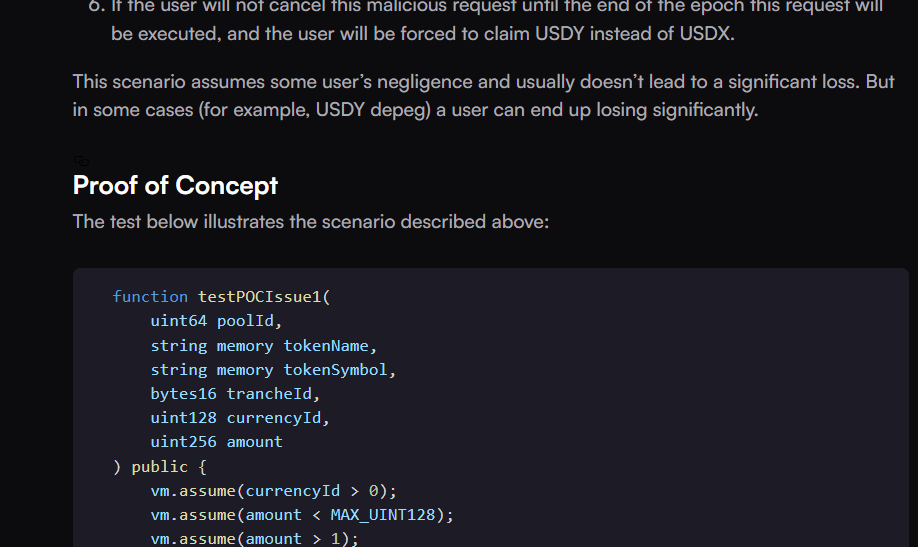 6. If the user will not cancel this malicious request until the end of the epoch this request will
be executed, and the user will be forced to claim USDY instead of USDX.
This scenario assumes some user’s negligence and usually doesn’t lead to a significant loss. But
in some cases (for example, USDY depeg) a user can end up losing significantly.
Proof of Concept
The test below illustrates the scenario described above:
function testPOCIssue1(
uint64 poolId,
string memory tokenName,
string memory tokenSymbol,
bytes16 trancheId,
uint128 currencyId,
uint256 amount
) public {
vm.assume(currencyId > 0);
vm.assume(amount < MAX_UINT128);
vm.assume(amount > 1);